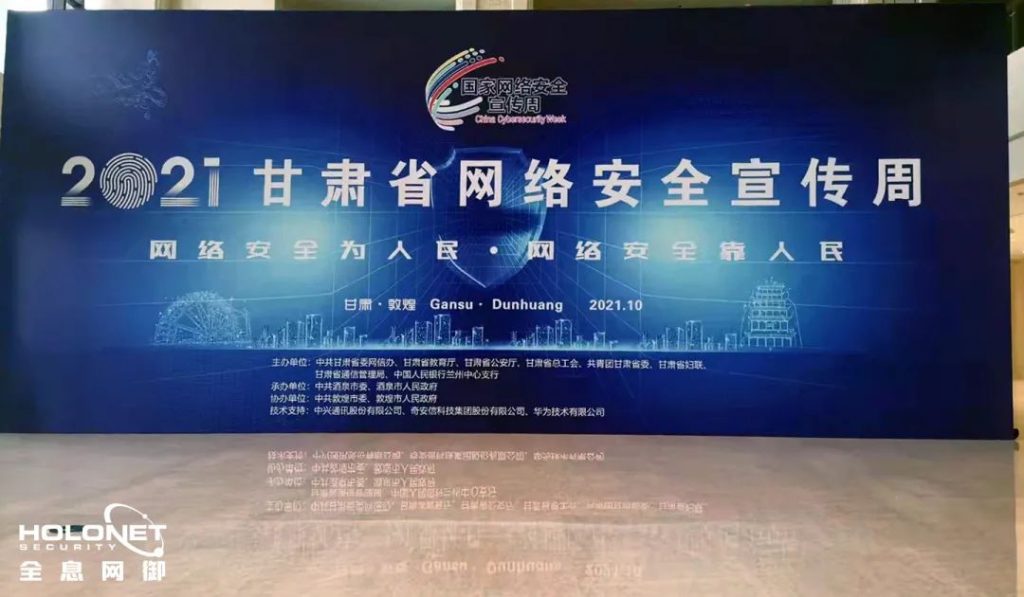 国家网络安全
宣传周
China Cybersecurity Week
2021 甘肃省网络安全宣传周
网络安全为人民·网络安全靠人民
甘肃·敦煌 Gansu·Dunhuang 2021.10
主办单位：中共甘肃省委网信办、甘肃省教育厅、甘肃省公安厅、甘肃省总工会、共青团甘肃省委、甘肃省妇联、
甘肃省通信管理局、中国人民银行兰州中心支行
承办单位：中共酒泉市委、酒泉市人民政府
协办单位：中共敦煌市委、敦煌市人民政府
技术支持：中兴通讯股份有限公司、奇安信科技集团股份有限公司、华为技术有限公司
HOLONET
SECURITY
全息网御